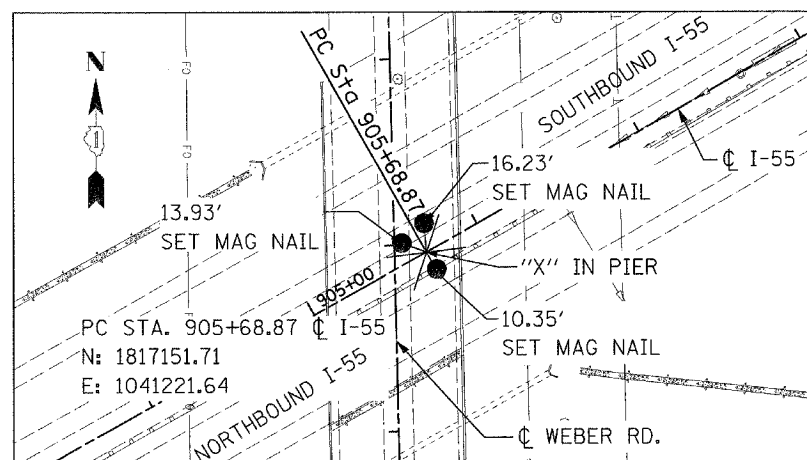 N
FO
FO
PC Sta 905+68.87
SOUTHBOUND I-55
℄ I-55
16.23'
SET MAG NAIL
13.93'
SET MAG NAIL
"X" IN PIER
905+00
10.35'
SET MAG NAIL
PC STA. 905+68.87 ℄ I-55
N: 1817151.71
E: 1041221.64
NORTHBOUND I-55
℄ WEBER RD.